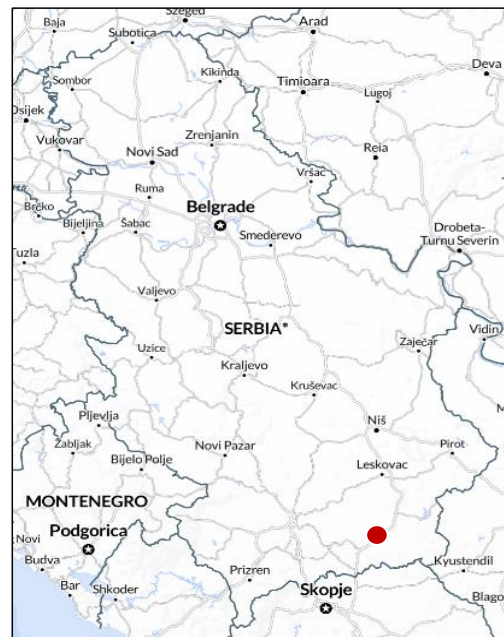 Szeged
Arad
Baja
Subotica
Deva
Sombor
Kikinda
Timioara
Lugoj
Osijek
Zrenjanin
Reia
Vukovar
Novi Sad
Vršac
Ruma
Brčko
Belgrade
Drobeta-
Turnu Severin
Bijeljina
Šabac
Smederevo
Tuzla
Valjevo
SERBIA*
Vidin
Zaječar
Uzice
Kraljevo
Kruševac
Pljevlja
Niš
Žabljak
Novi Pazar
Pirot
Bijelo Polje
Leskovac
MONTENEGRO
Podgorica
Novi
Budva
Kyustendil
Prizren
Bar
Shkoder
Skopje
Blago